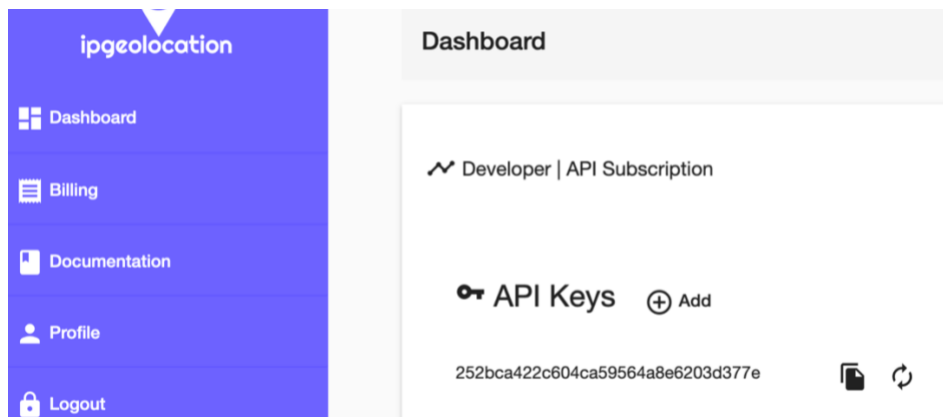 ipgeolocation
Dashboard
Billing
Documentation
Profile
Logout
Dashboard
Developer | API Subscription
API Keys
Add
252bca422c604ca59564a8e6203d377e